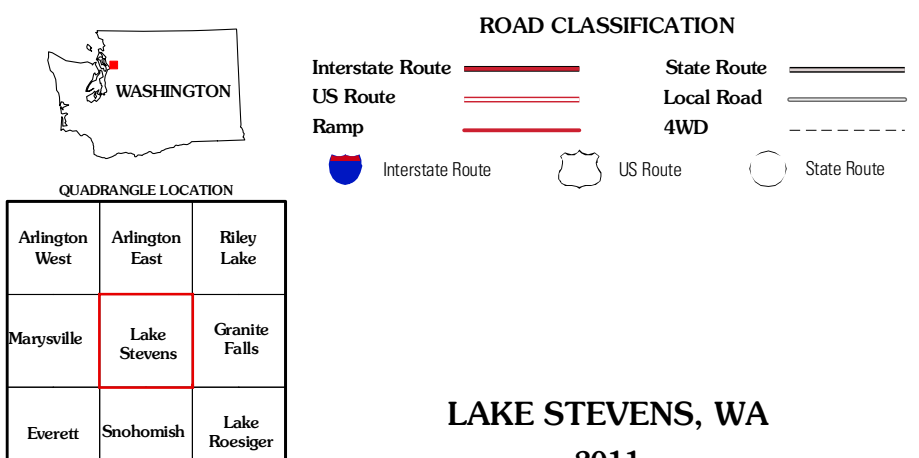 ROAD CLASSIFICATION
WASHINGTON
Interstate Route
State Route
US Route
Local Road
Ramp
4WD
Interstate Route
US Route
State Route
QUADRANGLE LOCATION
Arlington
West
Arlington
East
Riley
Lake
Marysville
Lake
Stevens
Granite
Falls
Everett
Snohomish
Lake
Roesiger
LAKE STEVENS, WA
2011